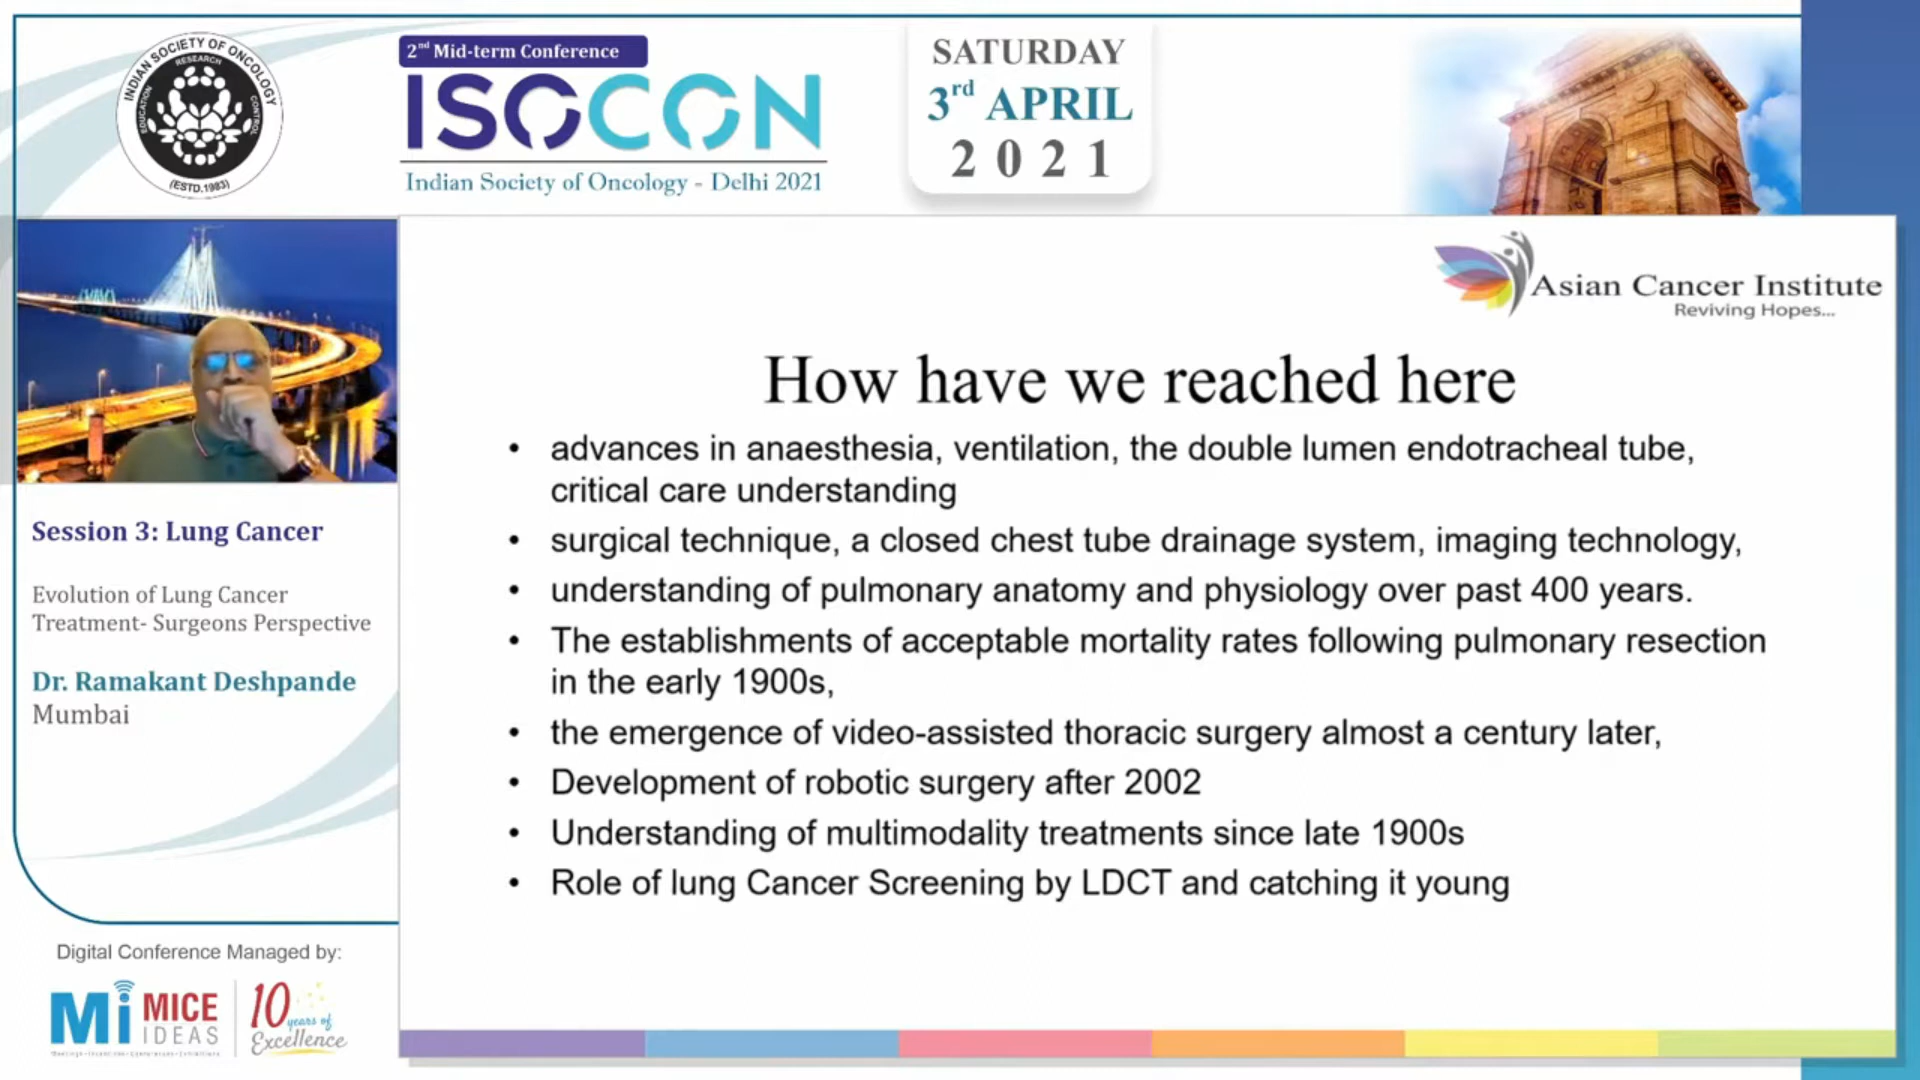 INDIAN SOCIETY OF ONCOLOGY
RESEARCH
EDUCATION
CONTROL
(ESTD.1983)
2nd Mid-term Conference
ISOCON
Indian Society of Oncology - Delhi 2021
SATURDAY
3rd APRIL
2021
Asian Cancer Institute
Reviving Hopes...
Session 3: Lung Cancer
Evolution of Lung Cancer
Treatment- Surgeons Perspective
Dr. Ramakant Deshpande
Mumbai
Digital Conference Managed by:
Mi MICE
IDEAS
10
years of
Excellence
How have we reached here
• advances in anaesthesia, ventilation, the double lumen endotracheal tube,
critical care understanding
• surgical technique, a closed chest tube drainage system, imaging technology,
• understanding of pulmonary anatomy and physiology over past 400 years.
• The establishments of acceptable mortality rates following pulmonary resection
in the early 1900s,
• the emergence of video-assisted thoracic surgery almost a century later,
• Development of robotic surgery after 2002
• Understanding of multimodality treatments since late 1900s
• Role of lung Cancer Screening by LDCT and catching it young